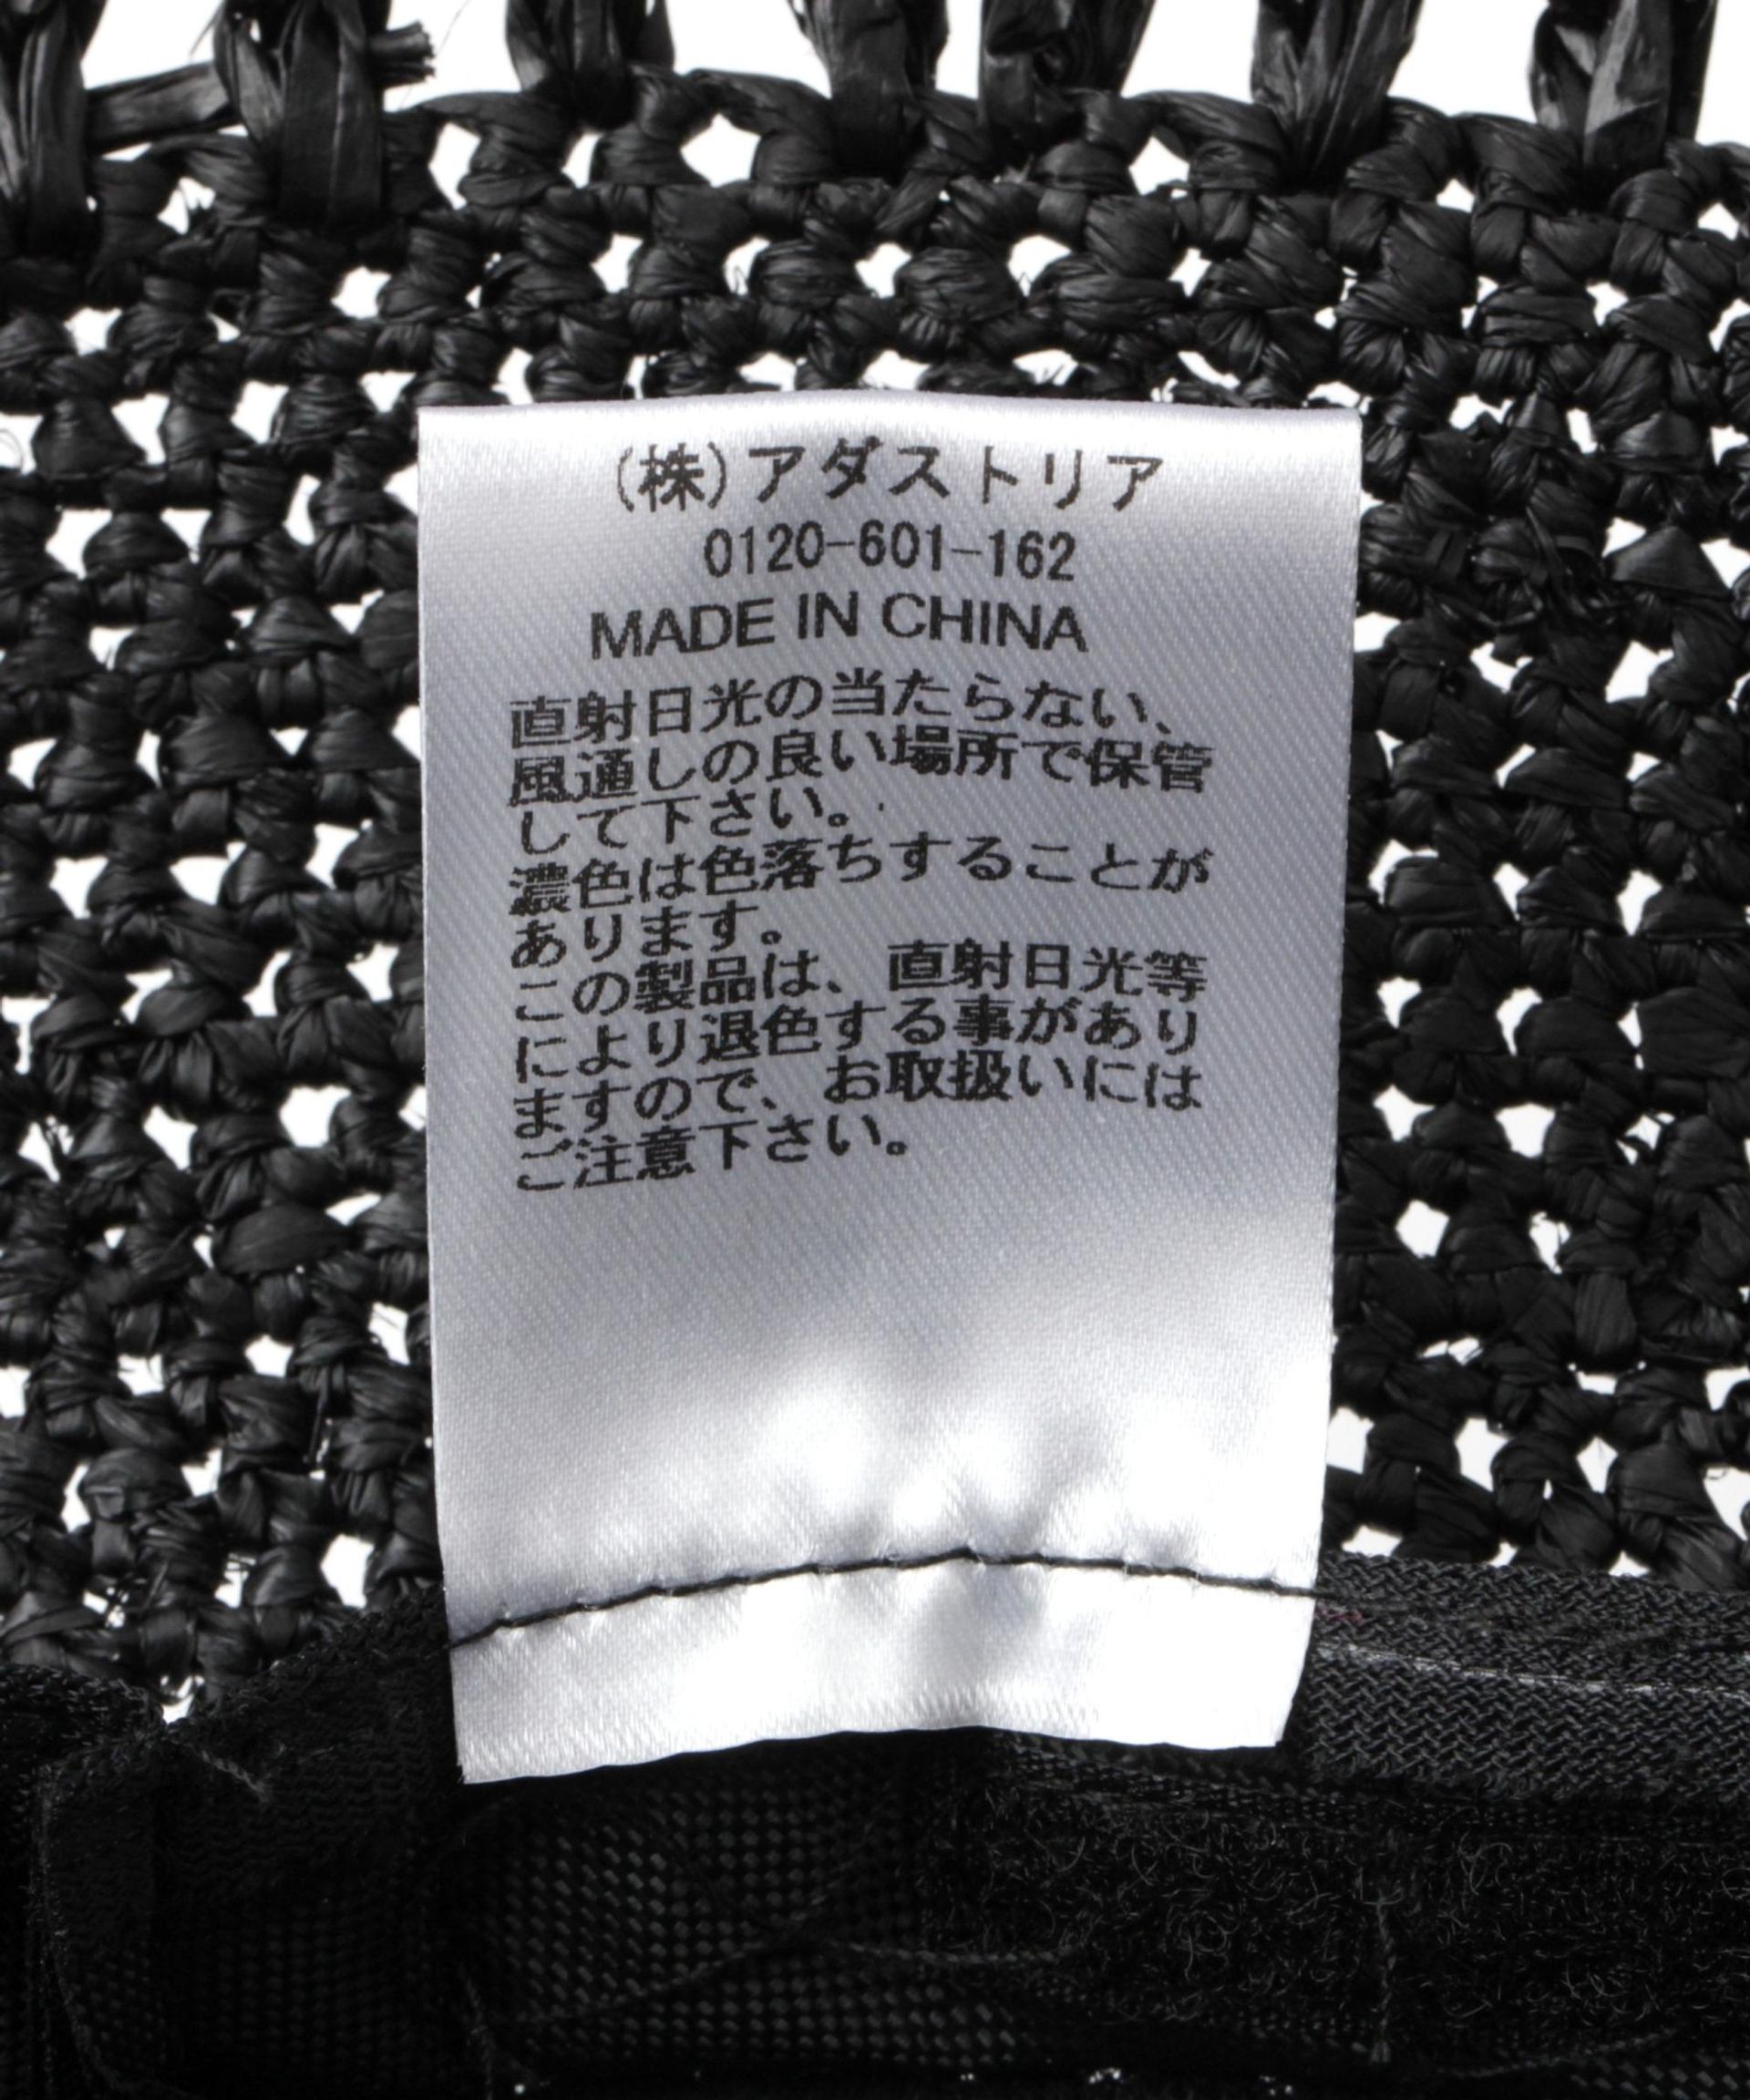 (株)アダストリア
0120-601-162
MADE IN CHINA
直射日光の当たらない、
風通しの良い場所で保管
して下さい。
濃色は色落ちすることが
あります。
この製品は、直射日光等
により退色する事があり
ますので、お取扱いには
ご注意下さい。